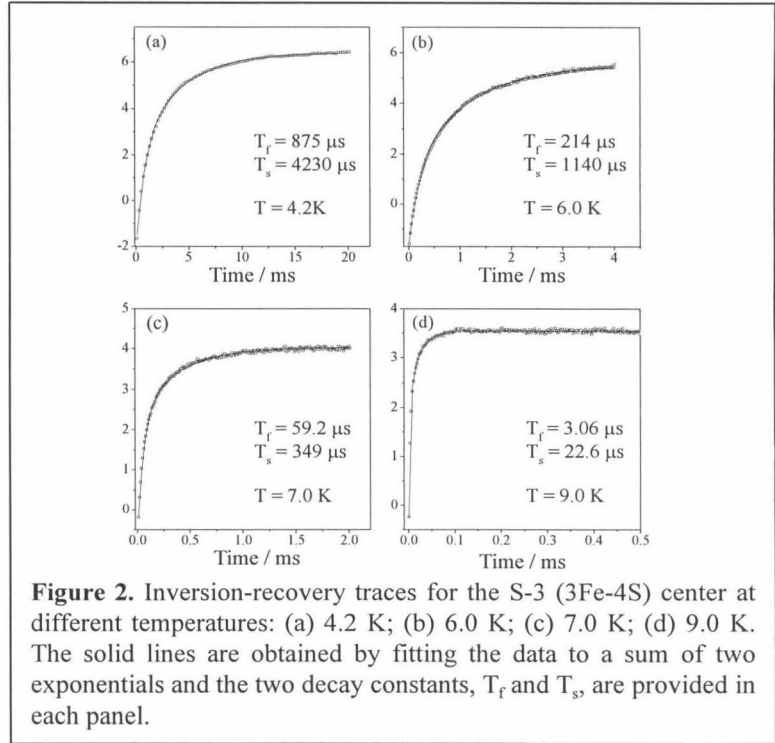 (a)
6
4
2
0
-2
T_f = 875 μs
T_s = 4230 μs
T = 4.2K
0 5 10 15 20
Time / ms
(b)
6
4
2
0
T_f = 214 μs
T_s = 1140 μs
T = 6.0 K
0 1 2 3 4
Time / ms
(c)
5
4
3
2
1
0
T_f = 59.2 μs
T_s = 349 μs
T = 7.0 K
0.0 0.5 1.0 1.5 2.0
Time / ms
(d)
4
3
2
1
0
T_f = 3.06 μs
T_s = 22.6 μs
T = 9.0 K
0.0 0.1 0.2 0.3 0.4 0.5
Time / ms
Figure 2. Inversion-recovery traces for the S-3 (3Fe-4S) center at
different temperatures: (a) 4.2 K; (b) 6.0 K; (c) 7.0 K; (d) 9.0 K.
The solid lines are obtained by fitting the data to a sum of two
exponentials and the two decay constants, T_f and T_s, are provided in
each panel.